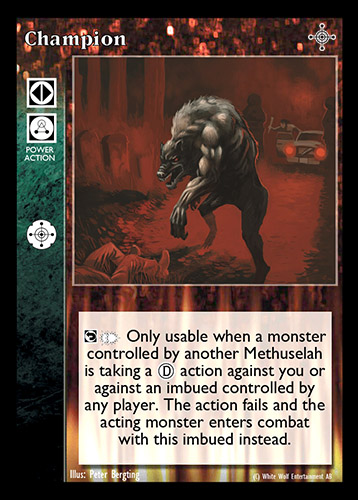 Champion
POWER
ACTION
Only usable when a monster
controlled by another Methuselah
is taking a Ⓓ action against you or
against an imbued controlled by
any player. The action fails and the
acting monster enters combat
with this imbued instead.
Illus: Peter Bergting
(C) White Wolf Entertainment AB